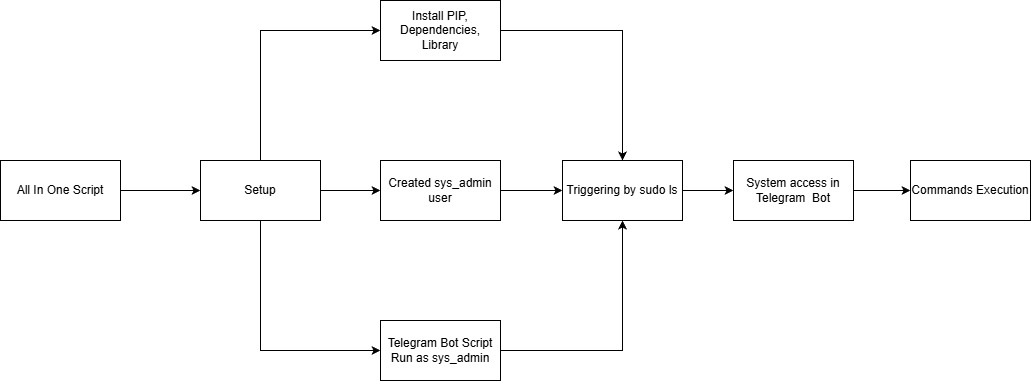 Install PIP,
Dependencies,
Library
All In One Script
Setup
Created sys_admin
user
Triggering by sudo ls
System access in
Telegram  Bot
Commands Execution
Telegram Bot Script
Run as sys_admin